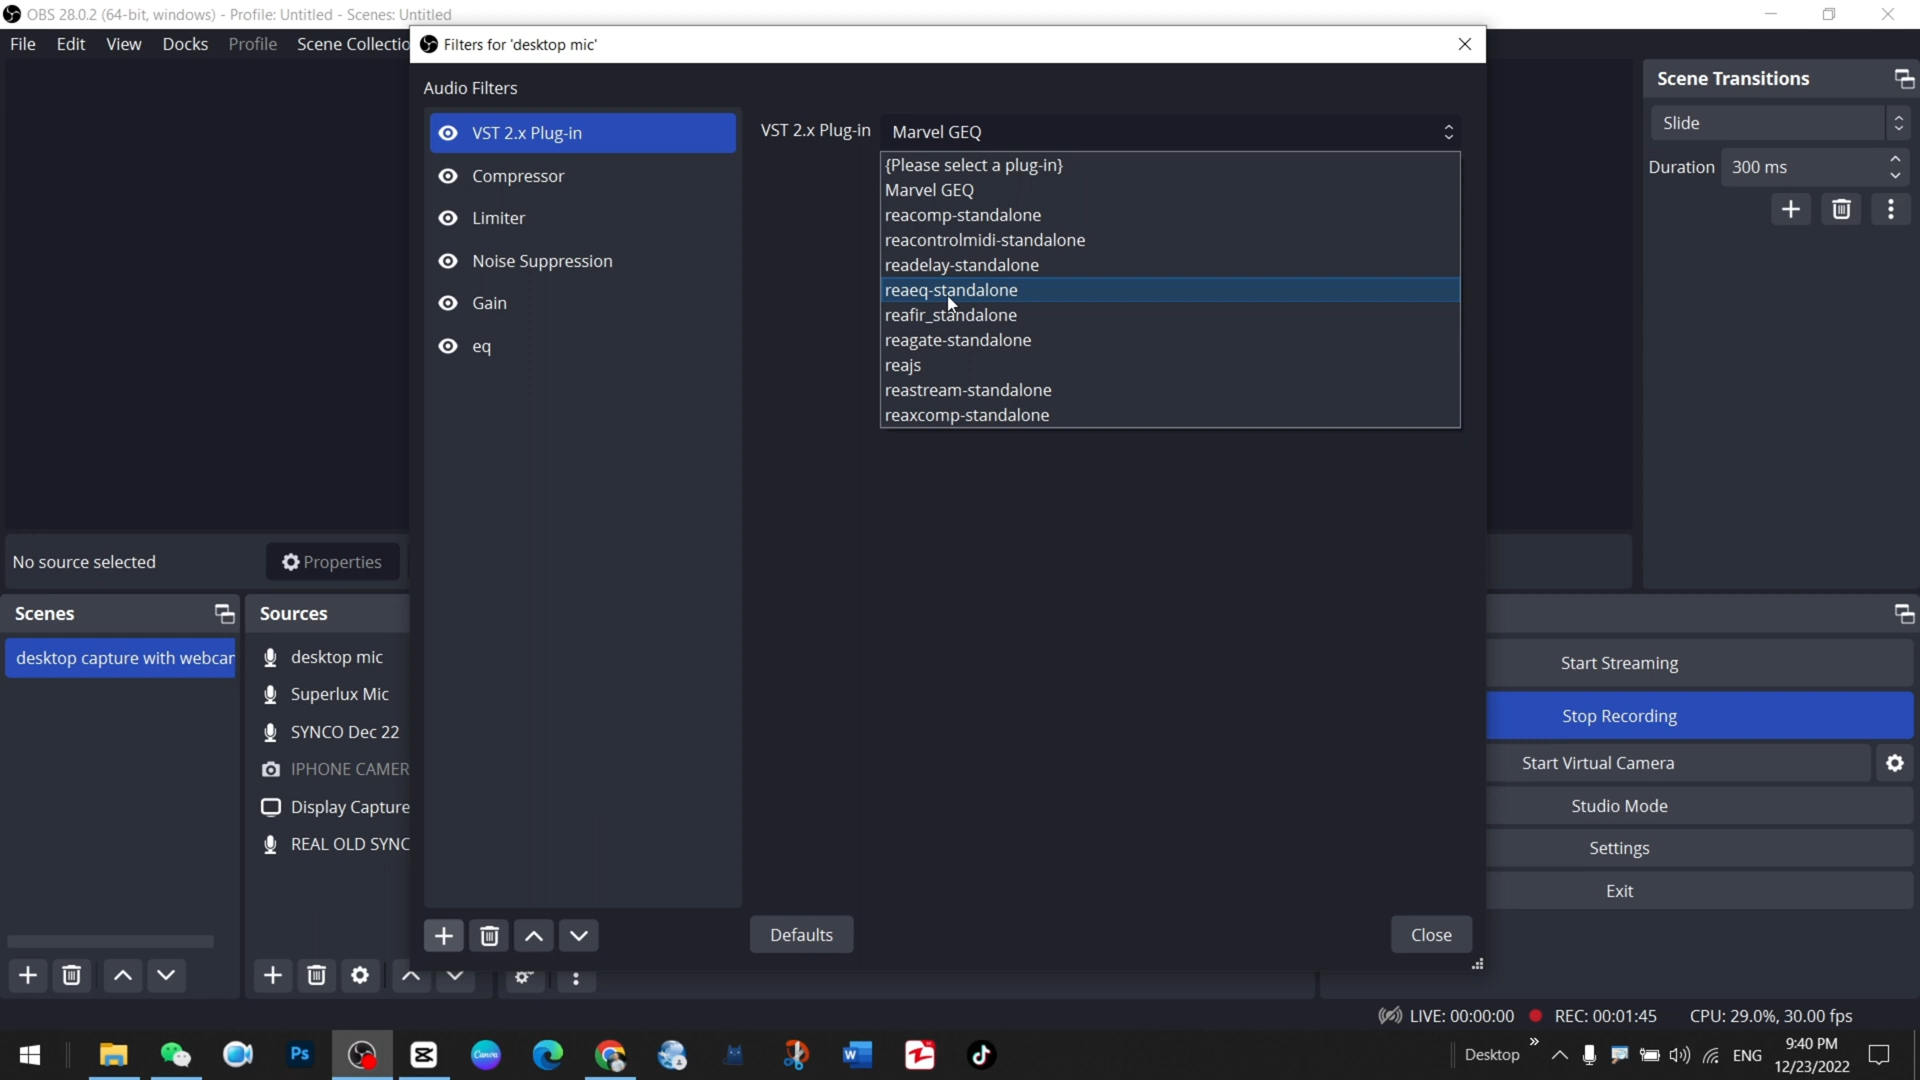 OBS 28.0.2 (64-bit, windows) - Profile: Untitled - Scenes: Untitled
File Edit View Docks Profile Scene Collectio
Filters for 'desktop mic'
Audio Filters
VST 2.x Plug-in
Compressor
Limiter
Noise Suppression
Gain
eq
VST 2.x Plug-in Marvel GEQ
{Please select a plug-in}
Marvel GEQ
reacomp-standalone
reacontrolmidi-standalone
readelay-standalone
reaeq-standalone
reafir_standalone
reagate-standalone
reajs
reastream-standalone
reaxcomp-standalone
Defaults
Close
Scene Transitions
Slide
Duration 300 ms
No source selected
Properties
Scenes
desktop capture with webcar
Sources
desktop mic
Superlux Mic
SYNCO Dec 22
IPHONE CAMER
Display Capture
REAL OLD SYNC
Start Streaming
Stop Recording
Start Virtual Camera
Studio Mode
Settings
Exit
LIVE: 00:00:00 REC: 00:01:45 CPU: 29.0%, 30.00 fps
Ps
Canva
W
Desktop
ENG
9:40 PM
12/23/2022